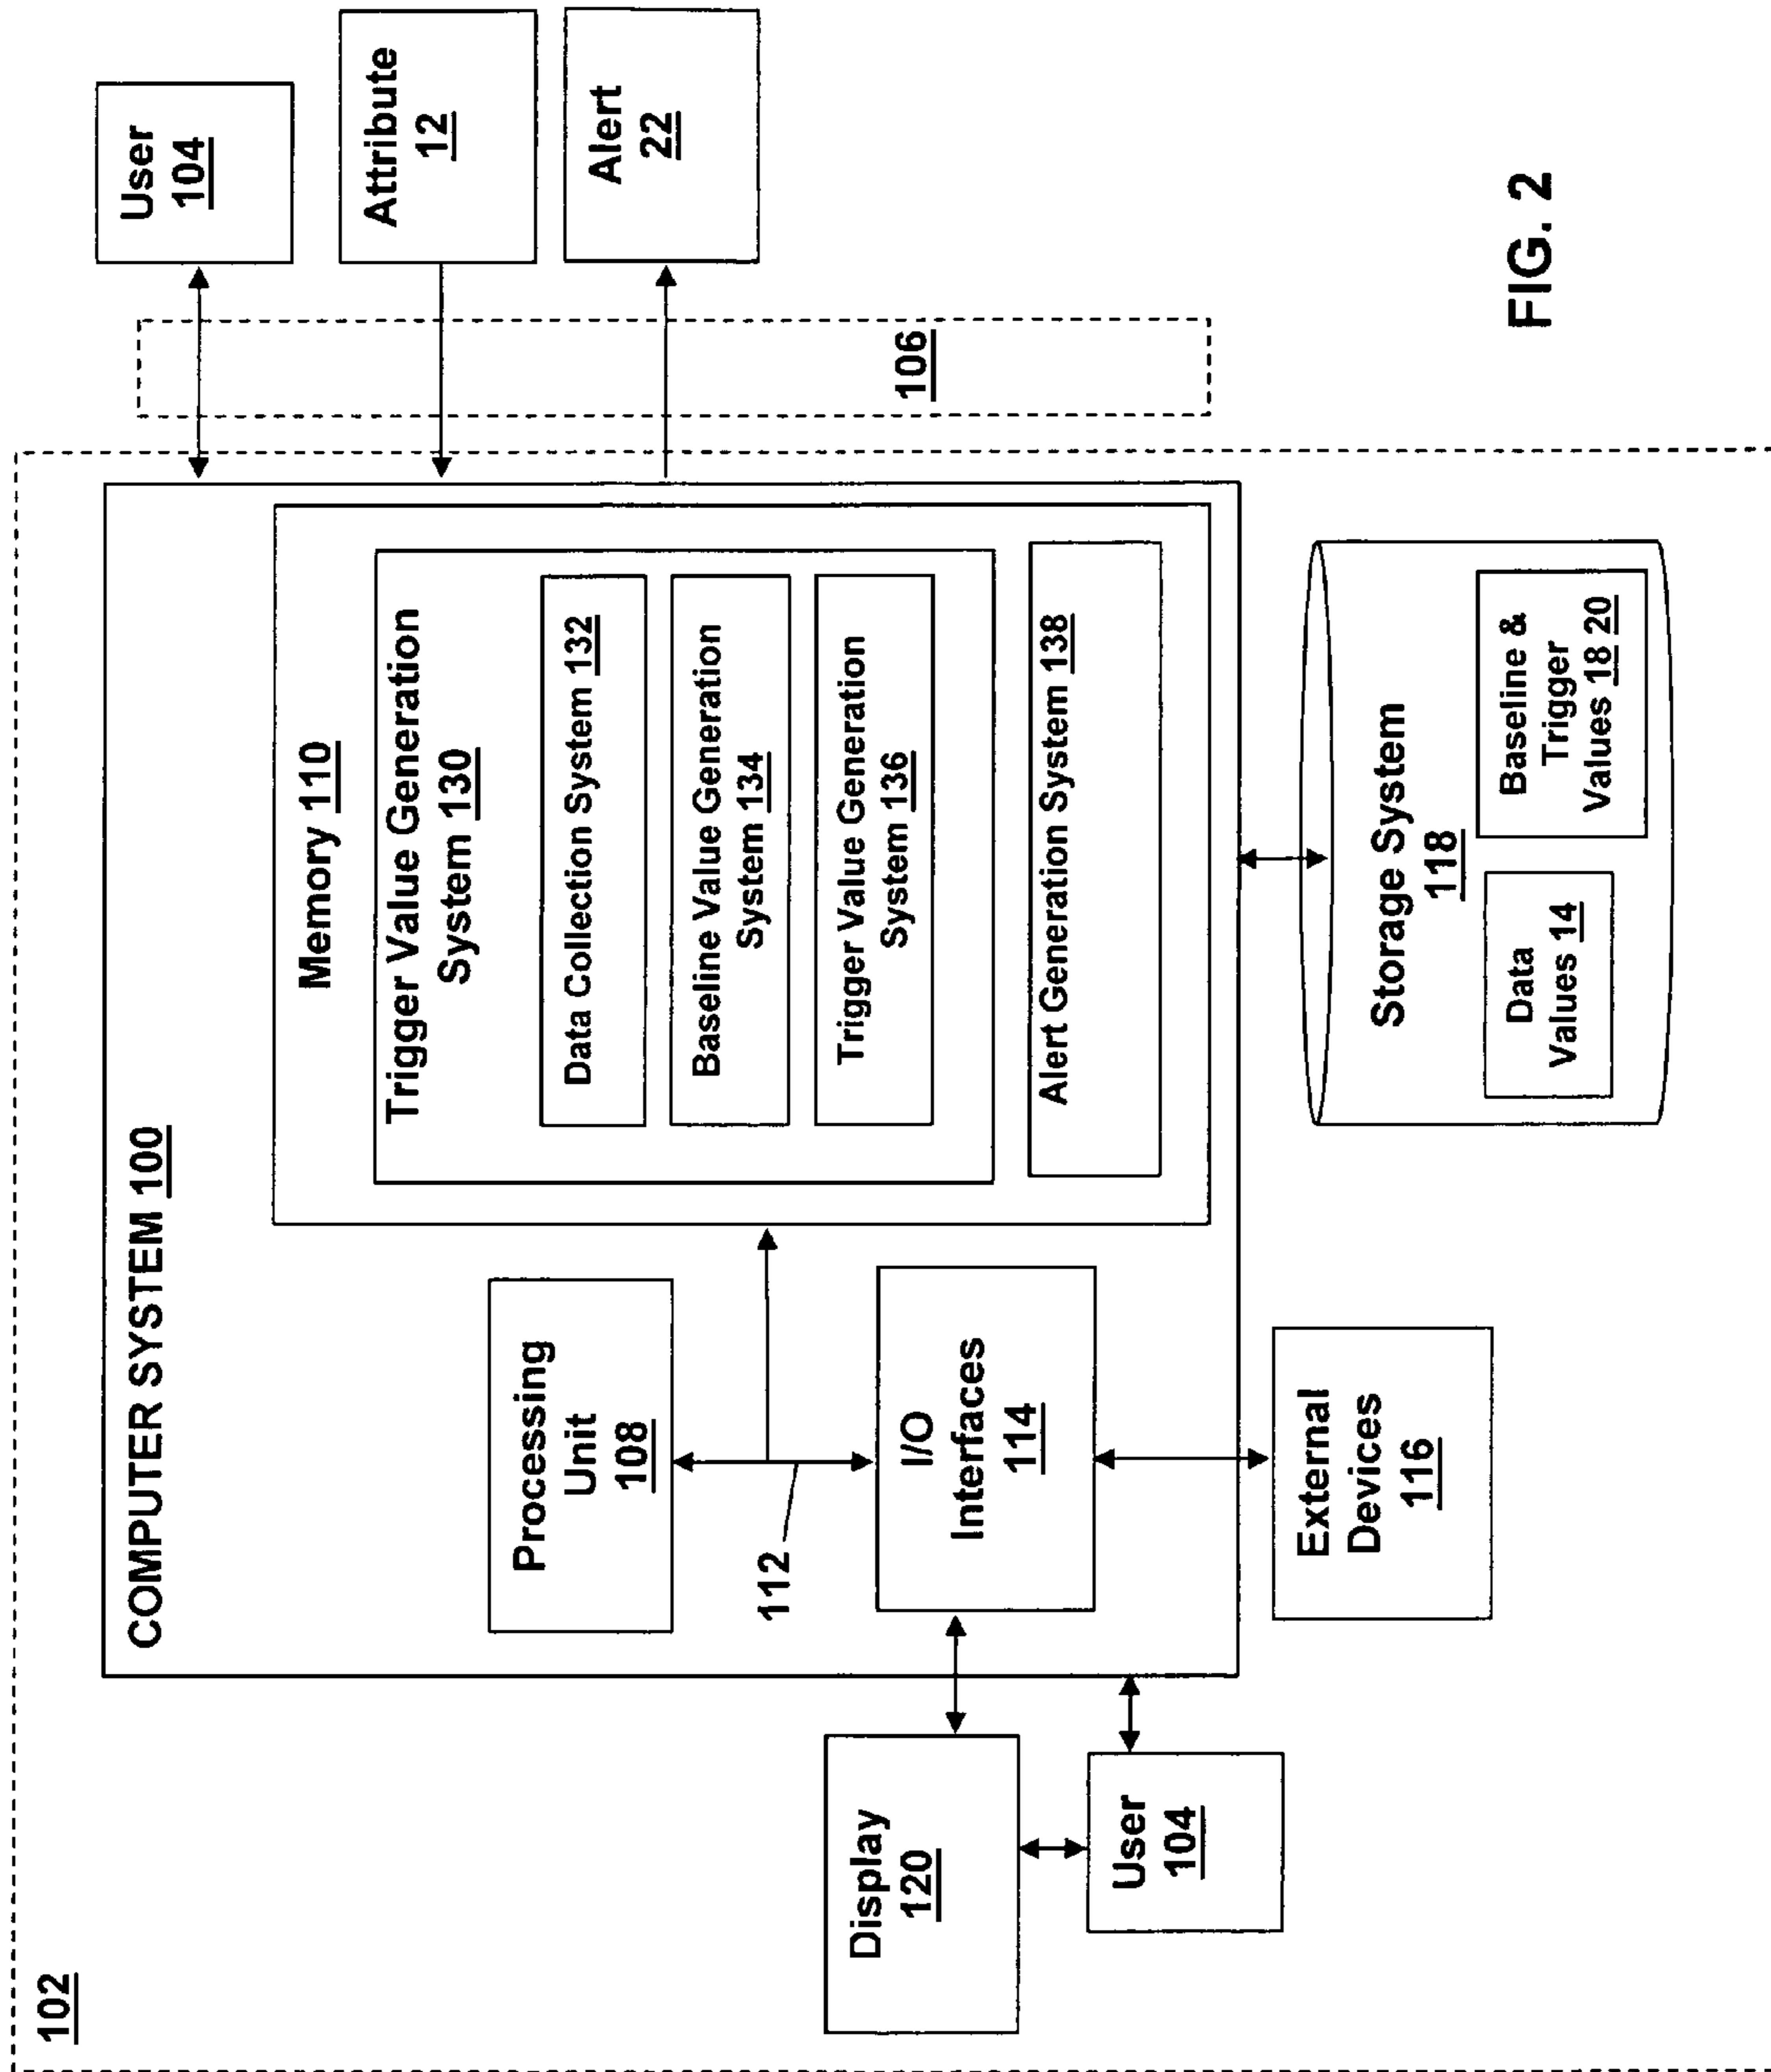 102
COMPUTER SYSTEM 100
Processing
Unit
108
112
I/O
Interfaces
114
Memory 110
Trigger Value Generation
System 130
Data Collection System 132
Baseline Value Generation
System 134
Trigger Value Generation
System 136
Alert Generation System 138
Display
120
User
104
External
Devices
116
Storage System
118
Data
Values 14
Baseline &
Trigger
Values 18 20
106
User
104
Attribute
12
Alert
22
FIG. 2